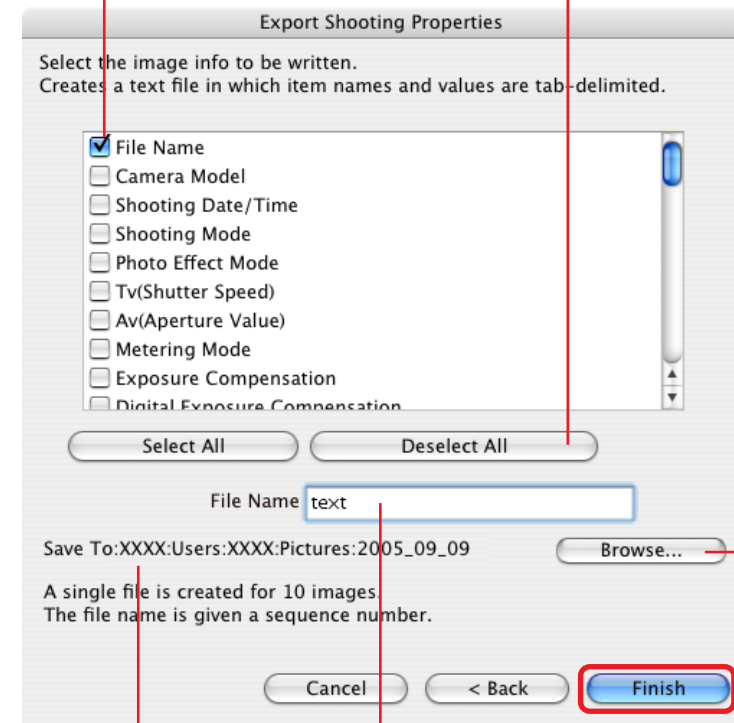 Export Shooting Properties
Select the image info to be written.
Creates a text file in which item names and values are tab-delimited.
File Name
Camera Model
Shooting Date/Time
Shooting Mode
Photo Effect Mode
Tv(Shutter Speed)
Av(Aperture Value)
Metering Mode
Exposure Compensation
Digital Exposure Compensation
Select All Deselect All
File Name text
Save To:XXXX:Users:XXXX:Pictures:2005_09_09 Browse...
A single file is created for 10 images.
The file name is given a sequence number.
Cancel < Back Finish